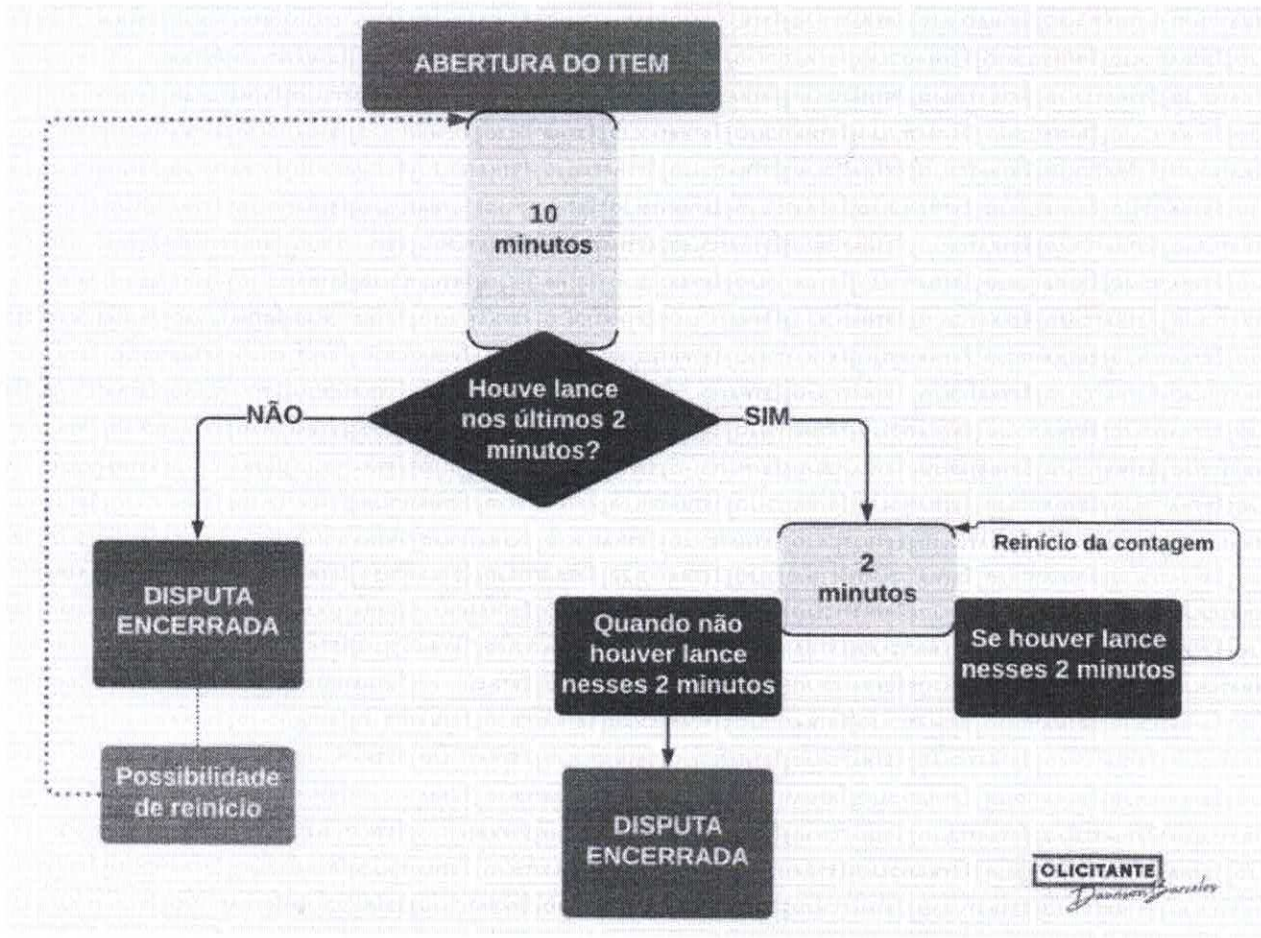 ABERTURA DO ITEM
10
minutos
Houve lance
nos últimos 2
minutos?
NÃO
SIM
DISPUTA
ENCERRADA
Possibilidade
de reinício
2
minutos
Reinício da contagem
Quando não
houver lance
nesses 2 minutos
Se houver lance
nesses 2 minutos
DISPUTA
ENCERRADA
OLICITANTE